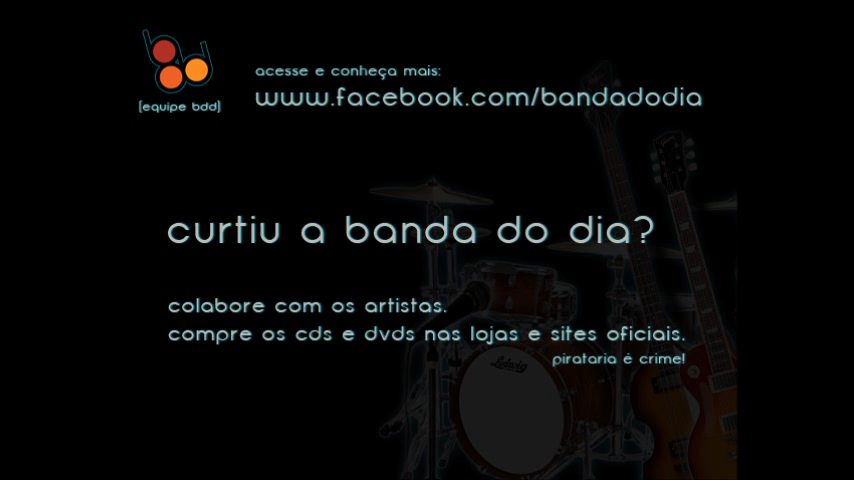 acesse e conheça mais:
www.facebook.com/bandadodia
[equipe bdd]
curtiu a banda do dia?
colabore com os artistas.
compre os cds e dvds nas lojas e sites oficiais.
pirataria é crime!
Ludwig